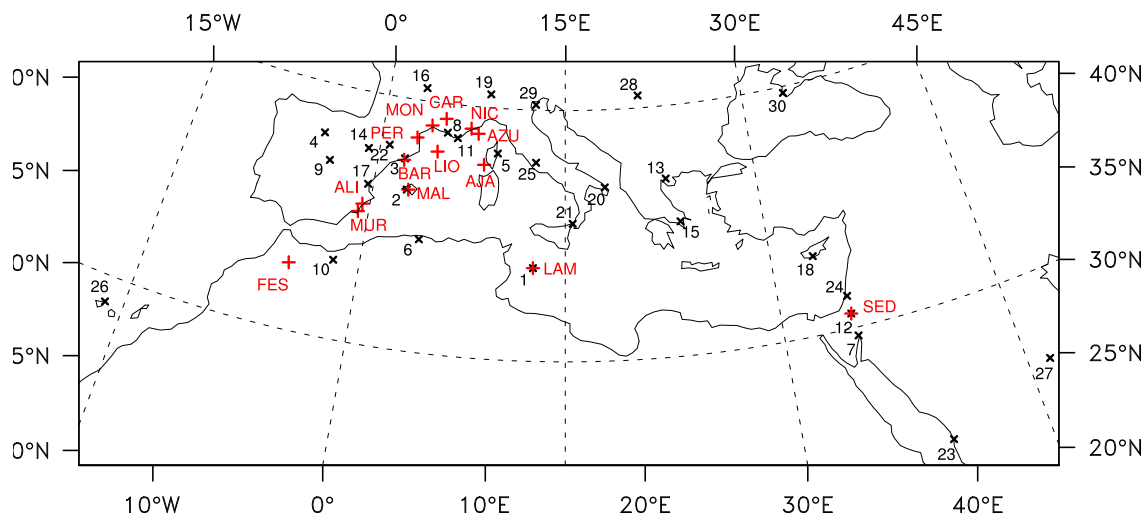 15°W 0° 15°E 30°E 45°E
0°N 40°N
16 19 28 29 30
MON GAR NIC
4 14 PER 8 AZU
22 11
9 3 LIO 5 25 13 35°N
5°N 17 BAR AJA
ALI 2 MAL 20
MUR 21 15
6 18 30°N
0°N FES 10 1 LAM
26 24 SED
12
5°N 7 27 25°N
0°N 23 20°N
10°W 0° 10°E 20°E 30°E 40°E